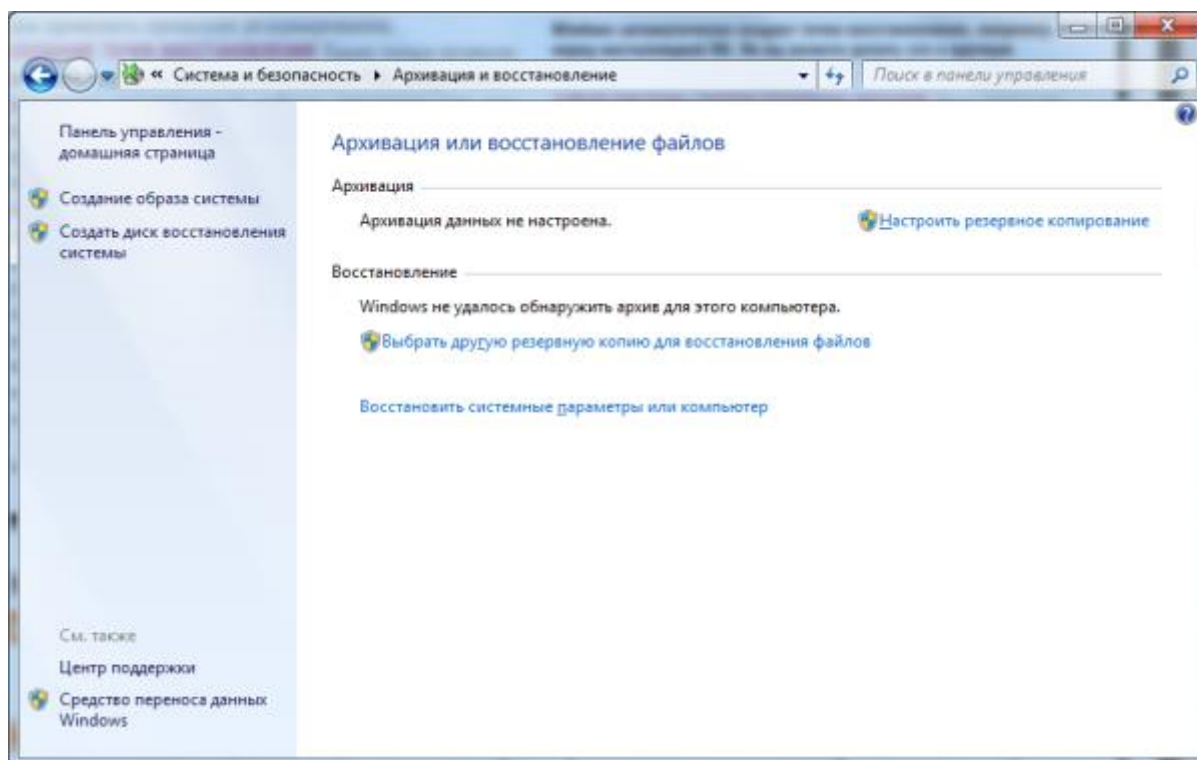 « Система и безопасность ▸ Архивация и восстановление
Поиск в панели управления
Панель управления -
домашняя страница
Создание образа системы
Создать диск восстановления
системы
Архивация или восстановление файлов
Архивация
Архивация данных не настроена.
Настроить резервное копирование
Восстановление
Windows не удалось обнаружить архив для этого компьютера.
Выбрать другую резервную копию для восстановления файлов
Восстановить системные параметры или компьютер
См. также
Центр поддержки
Средство переноса данных
Windows